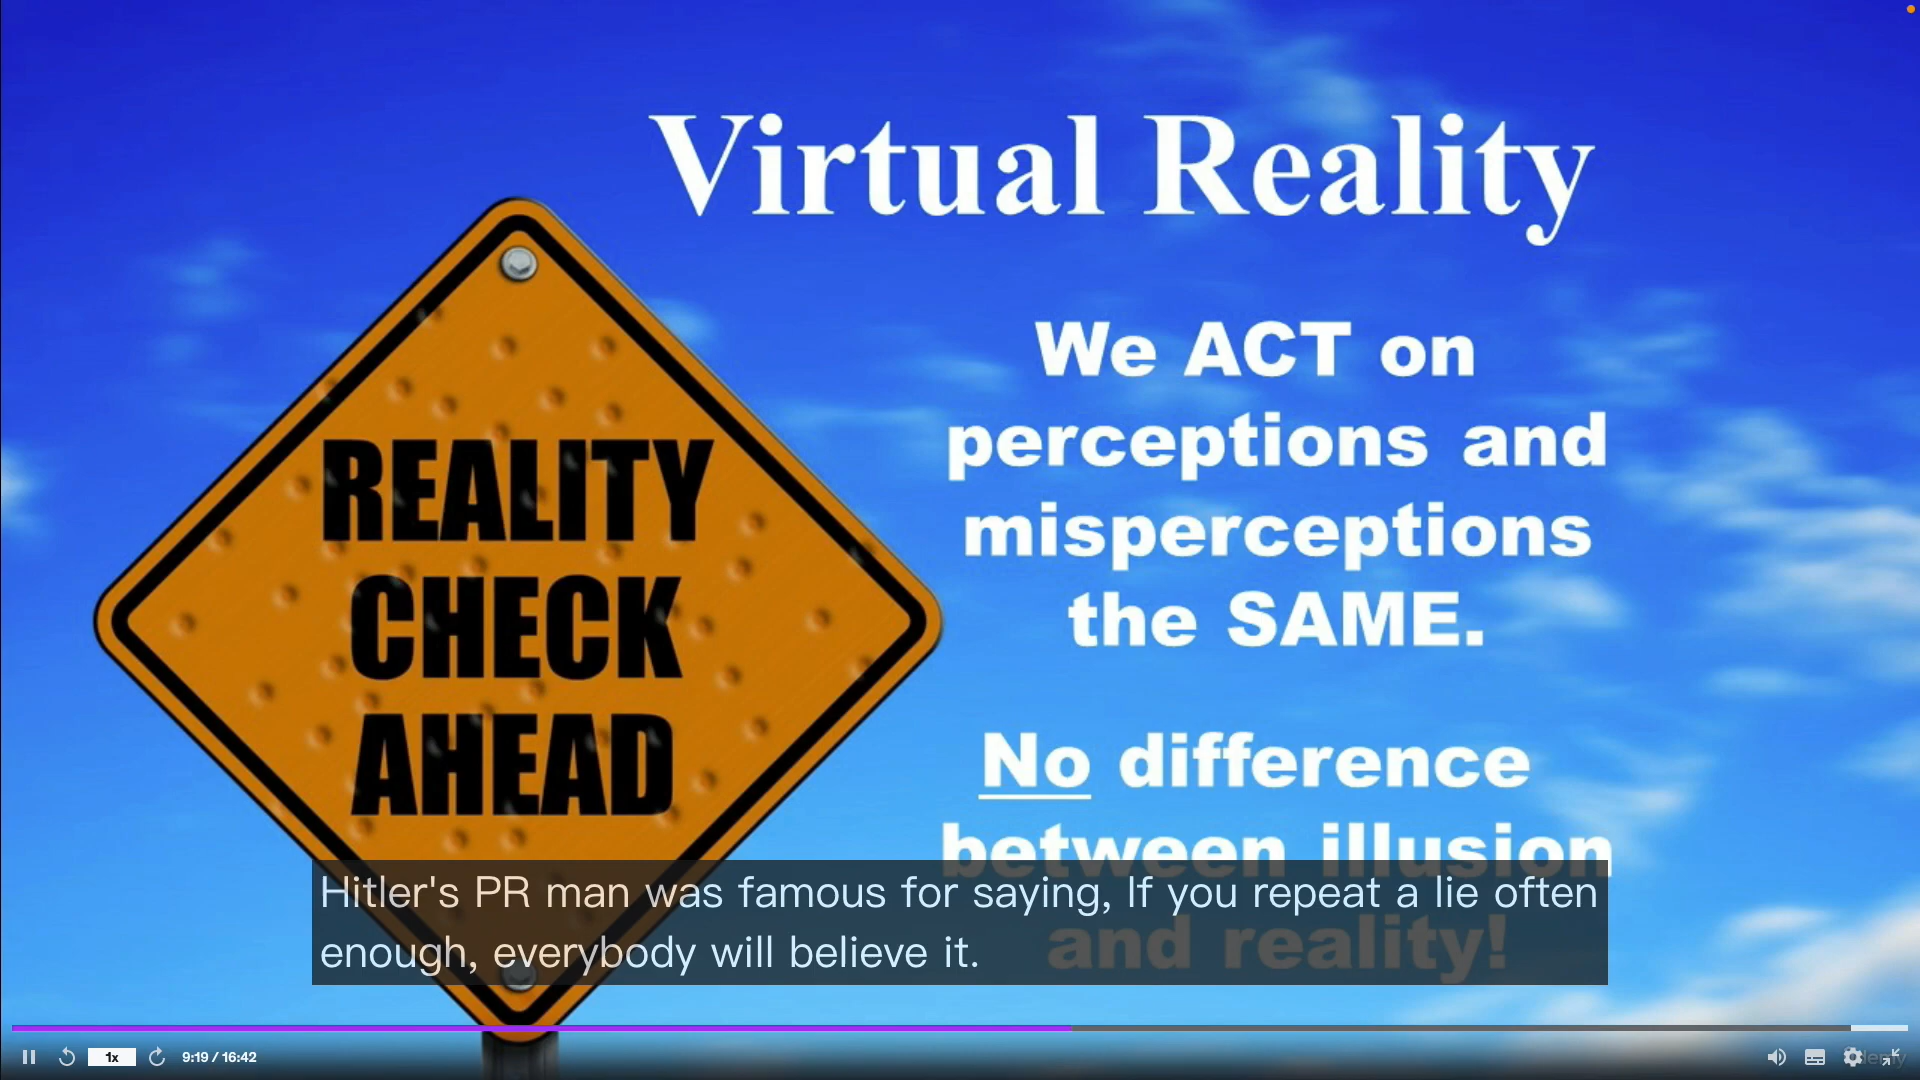 Virtual Reality
We ACT on
perceptions and
misperceptions
the SAME.
No difference
between illusion
and reality!
REALITY
CHECK
AHEAD
Hitler's PR man was famous for saying, If you repeat a lie often
enough, everybody will believe it.
1x
9:19 / 16:42